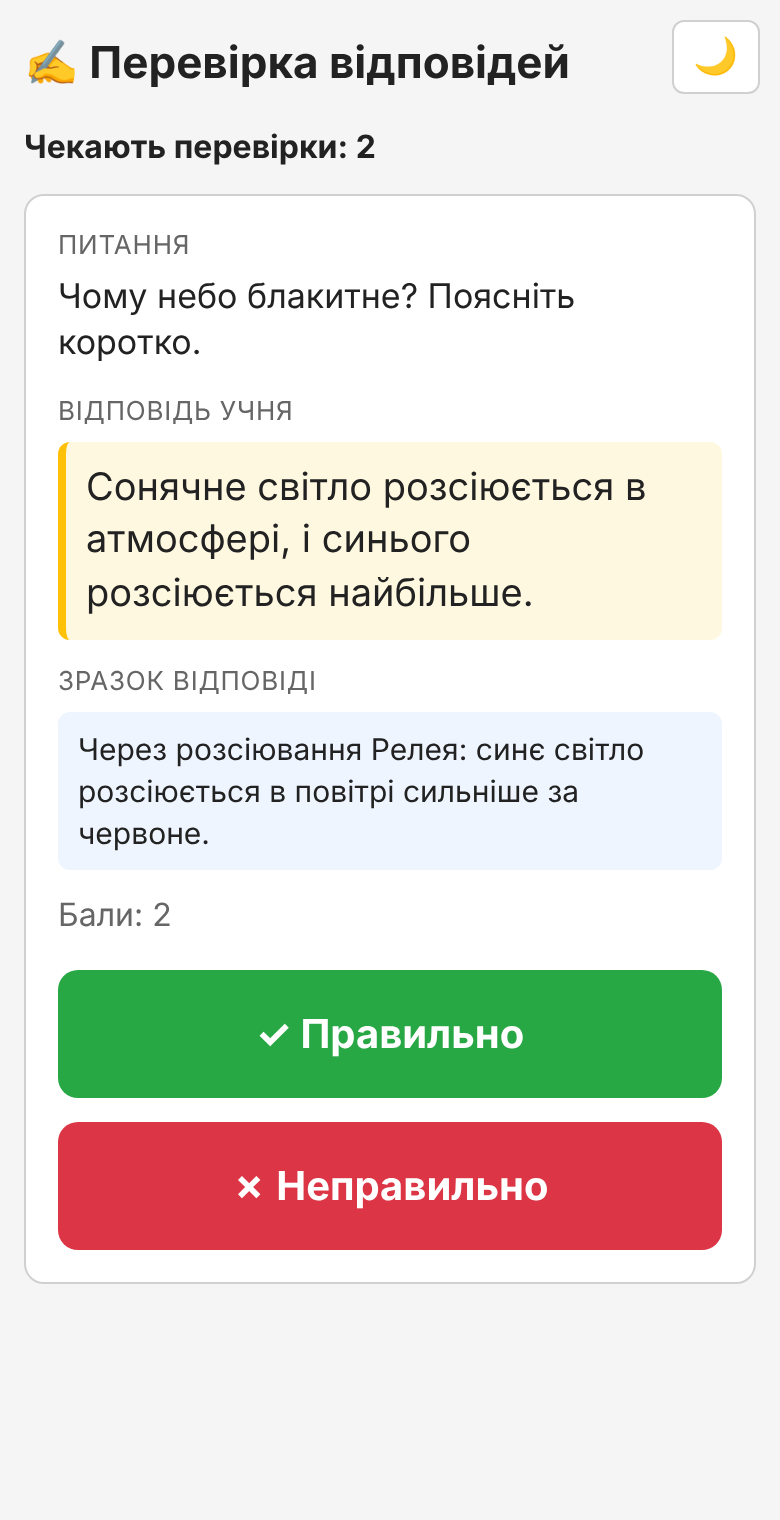 ✍️ Перевірка відповідей
🌙
Чекають перевірки: 2
ПИТАННЯ
Чому небо блакитне? Поясніть
коротко.
ВІДПОВІДЬ УЧНЯ
Сонячне світло розсіюється в
атмосфері, і синього
розсіюється найбільше.
ЗРАЗОК ВІДПОВІДІ
Через розсіювання Релея: синє світло
розсіюється в повітрі сильніше за
червоне.
Бали: 2
✓ Правильно
× Неправильно